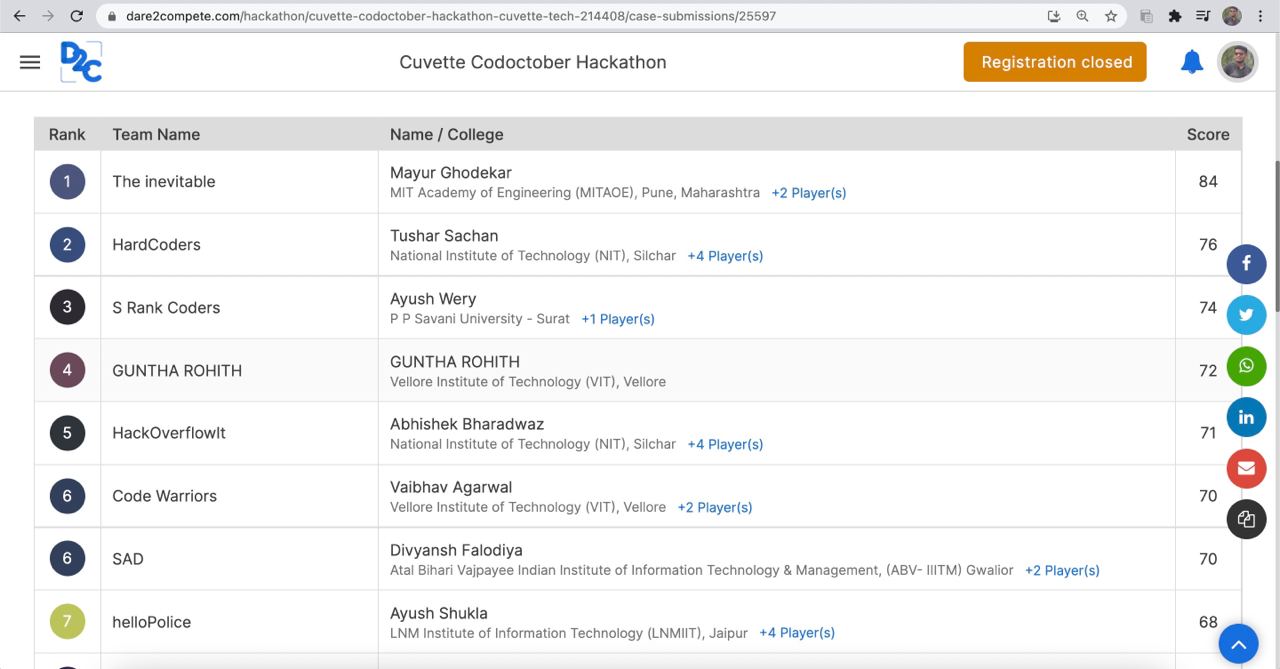 dare2compete.com/hackathon/cuvette-codoctober-hackathon-cuvette-tech-214408/case-submissions/25597
D2C
Cuvette Codoctober Hackathon
Registration closed
Rank Team Name Name / College Score
1 The inevitable Mayur Ghodekar 84
MIT Academy of Engineering (MITAOE), Pune, Maharashtra +2 Player(s)
2 HardCoders Tushar Sachan 76
National Institute of Technology (NIT), Silchar +4 Player(s)
3 S Rank Coders Ayush Wery 74
P P Savani University - Surat +1 Player(s)
4 GUNTHA ROHITH GUNTHA ROHITH 72
Vellore Institute of Technology (VIT), Vellore
5 HackOverflowIt Abhishek Bharadwaz 71
National Institute of Technology (NIT), Silchar +4 Player(s)
6 Code Warriors Vaibhav Agarwal 70
Vellore Institute of Technology (VIT), Vellore +2 Player(s)
6 SAD Divyansh Falodiya 70
Atal Bihari Vajpayee Indian Institute of Information Technology & Management, (ABV- IIITM) Gwalior +2 Player(s)
7 helloPolice Ayush Shukla 68
LNM Institute of Information Technology (LNMIIT), Jaipur +4 Player(s)